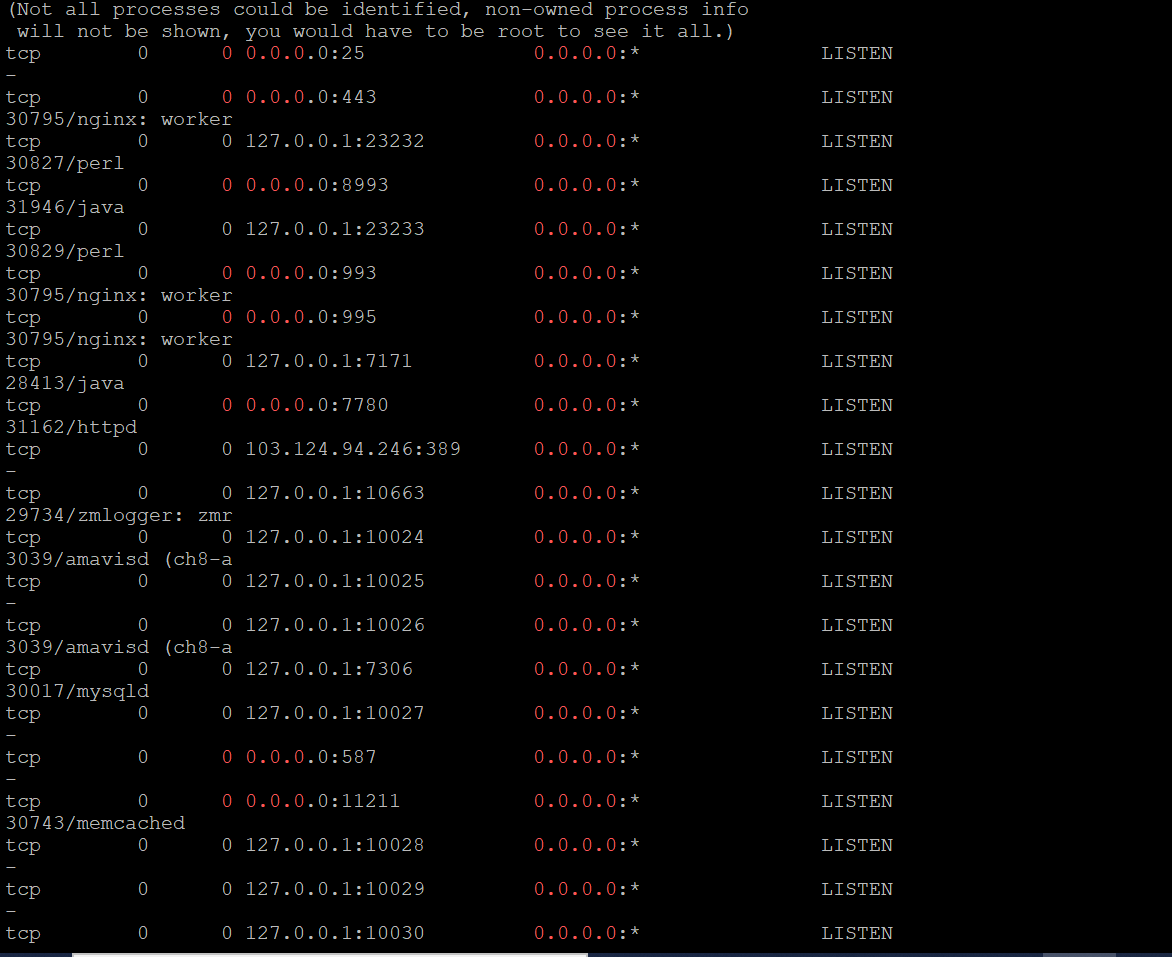 (Not all processes could be identified, non-owned process info
 will not be shown, you would have to be root to see it all.)
tcp        0      0 0.0.0.0:25              0.0.0.0:*               LISTEN
-
tcp        0      0 0.0.0.0:443             0.0.0.0:*               LISTEN
30795/nginx: worker
tcp        0      0 127.0.0.1:23232         0.0.0.0:*               LISTEN
30827/perl
tcp        0      0 0.0.0.0:8993            0.0.0.0:*               LISTEN
31946/java
tcp        0      0 127.0.0.1:23233         0.0.0.0:*               LISTEN
30829/perl
tcp        0      0 0.0.0.0:993             0.0.0.0:*               LISTEN
30795/nginx: worker
tcp        0      0 0.0.0.0:995             0.0.0.0:*               LISTEN
30795/nginx: worker
tcp        0      0 127.0.0.1:7171          0.0.0.0:*               LISTEN
28413/java
tcp        0      0 0.0.0.0:7780            0.0.0.0:*               LISTEN
31162/httpd
tcp        0      0 103.124.94.246:389      0.0.0.0:*               LISTEN
-
tcp        0      0 127.0.0.1:10663         0.0.0.0:*               LISTEN
29734/zmlogger: zmr
tcp        0      0 127.0.0.1:10024         0.0.0.0:*               LISTEN
3039/amavisd (ch8-a
tcp        0      0 127.0.0.1:10025         0.0.0.0:*               LISTEN
-
tcp        0      0 127.0.0.1:10026         0.0.0.0:*               LISTEN
3039/amavisd (ch8-a
tcp        0      0 127.0.0.1:7306          0.0.0.0:*               LISTEN
30017/mysqld
tcp        0      0 127.0.0.1:10027         0.0.0.0:*               LISTEN
-
tcp        0      0 0.0.0.0:587             0.0.0.0:*               LISTEN
-
tcp        0      0 0.0.0.0:11211           0.0.0.0:*               LISTEN
30743/memcached
tcp        0      0 127.0.0.1:10028         0.0.0.0:*               LISTEN
-
tcp        0      0 127.0.0.1:10029         0.0.0.0:*               LISTEN
-
tcp        0      0 127.0.0.1:10030         0.0.0.0:*               LISTEN